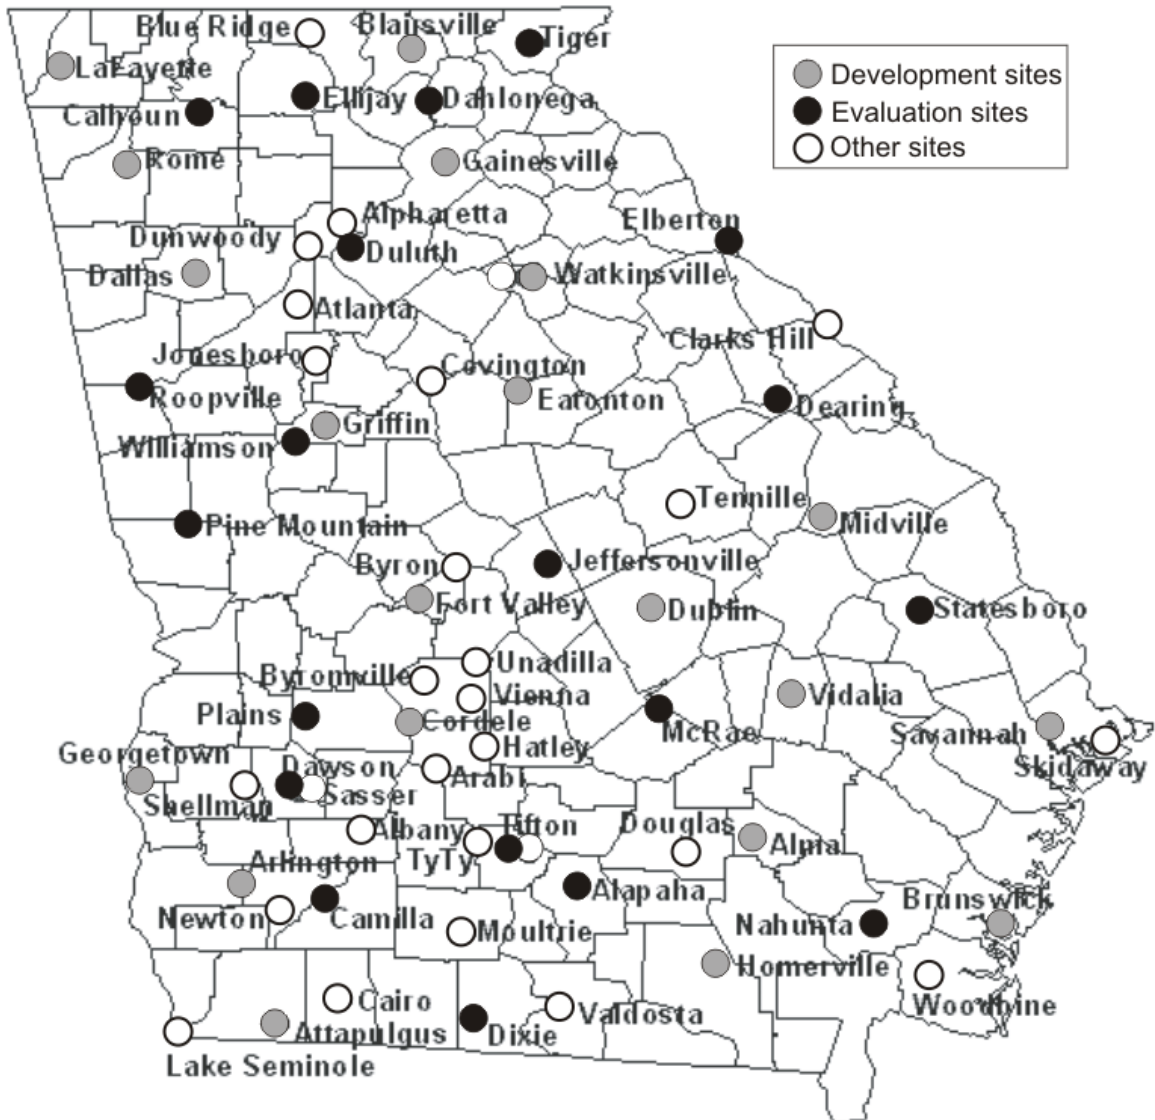 Blue Ridge
Blairsville
Tiger
LaFayette
Development sites
Ellijay
Dahlonega
Calhoun
Evaluation sites
Other sites
Rome
Gainesville
Alpharetta
Elberton
Dunwoody
Duluth
Dallas
Watkinsville
Atlanta
Clarks Hill
Jonesboro
Covington
Roopville
Eatonton
Dearing
Griffin
Williamson
Tennille
Pine Mountain
Midville
Byron
Jeffersonville
Fort Valley
Dublin
Statesboro
Unadilla
Byromville
Vienna
Vidalia
Plains
Cordele
McRae
Savannah
Georgetown
Hatley
Dawson
Arabi
Skidaway
Sasser
Shellman
Albany
Tifton
Douglas
TyTy
Alma
Arlington
Alapaha
Brunswick
Newton
Camilla
Moultrie
Nahunta
Homerville
Cairo
Woodbine
Valdosta
Attapulgus
Dixie
Lake Seminole